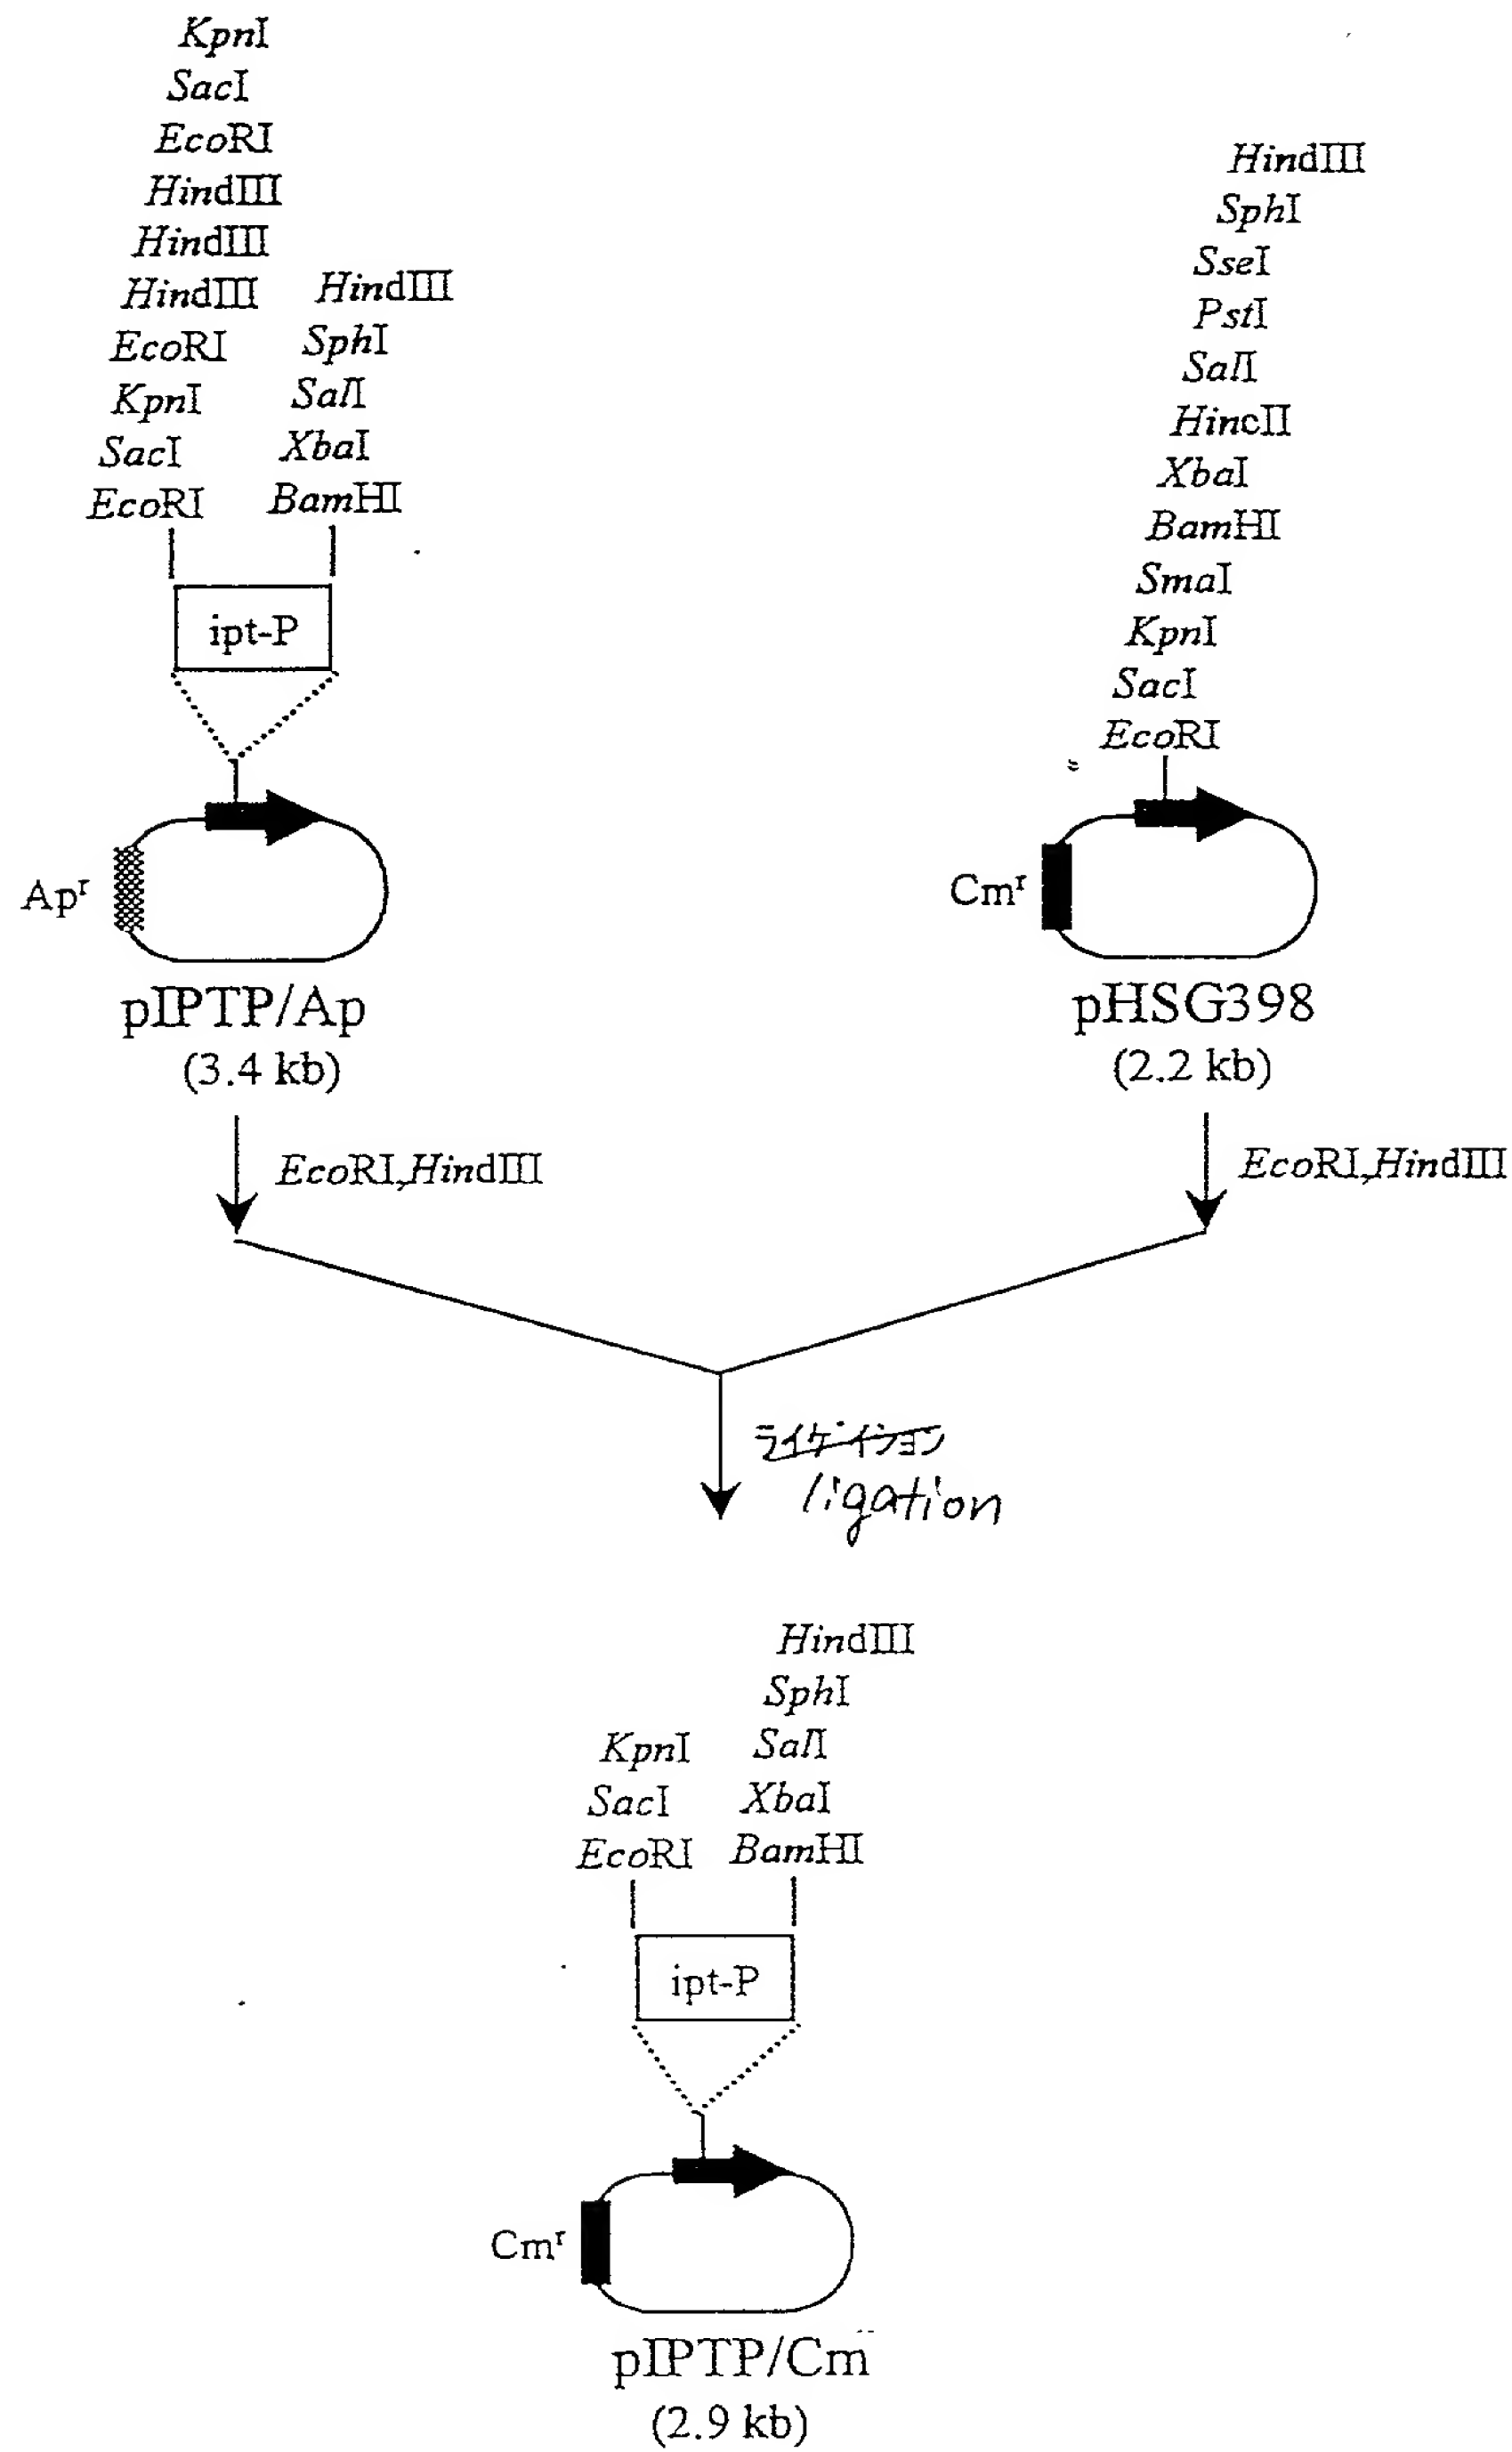 KpnI
SacI
EcoRI
HindIII
HindIII
HindIII
EcoRI
KpnI
SacI
EcoRI
HindIII
SphI
SalI
XbaI
BamHI
ipt-P
Apʳ
pIPTP/Ap
(3.4 kb)
EcoRI,HindIII
HindIII
SphI
SseI
PstI
SalI
HincII
XbaI
BamHI
SmaI
KpnI
SacI
EcoRI
Cmʳ
pHSG398
(2.2 kb)
EcoRI,HindIII
ライゲイション
ligation
KpnI
SacI
EcoRI
HindIII
SphI
SalI
XbaI
BamHI
ipt-P
Cmʳ
pIPTP/Cm
(2.9 kb)